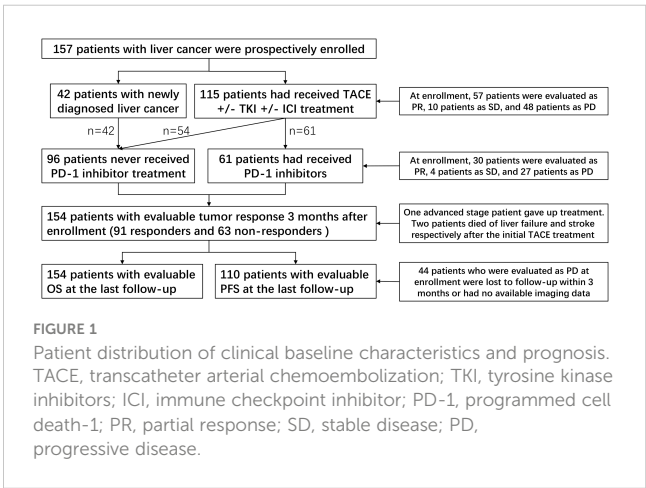 157 patients with liver cancer were prospectively enrolled
42 patients with newly
diagnosed liver cancer
115 patients had received TACE
+/- TKI +/- ICI treatment
At enrollment, 57 patients were evaluated as
PR, 10 patients as SD, and 48 patients as PD
n=42
n=54
n=61
96 patients never received
PD-1 inhibitor treatment
61 patients had received
PD-1 inhibitors
At enrollment, 30 patients were evaluated as
PR, 4 patients as SD, and 27 patients as PD
154 patients with evaluable tumor response 3 months after
enrollment (91 responders and 63 non-responders )
One advanced stage patient gave up treatment.
Two patients died of liver failure and stroke
respectively after the initial TACE treatment
154 patients with evaluable
OS at the last follow-up
110 patients with evaluable
PFS at the last follow-up
44 patients who were evaluated as PD at
enrollment were lost to follow-up within 3
months or had no available imaging data
FIGURE 1
Patient distribution of clinical baseline characteristics and prognosis.
TACE, transcatheter arterial chemoembolization; TKI, tyrosine kinase
inhibitors; ICI, immune checkpoint inhibitor; PD-1, programmed cell
death-1; PR, partial response; SD, stable disease; PD,
progressive disease.